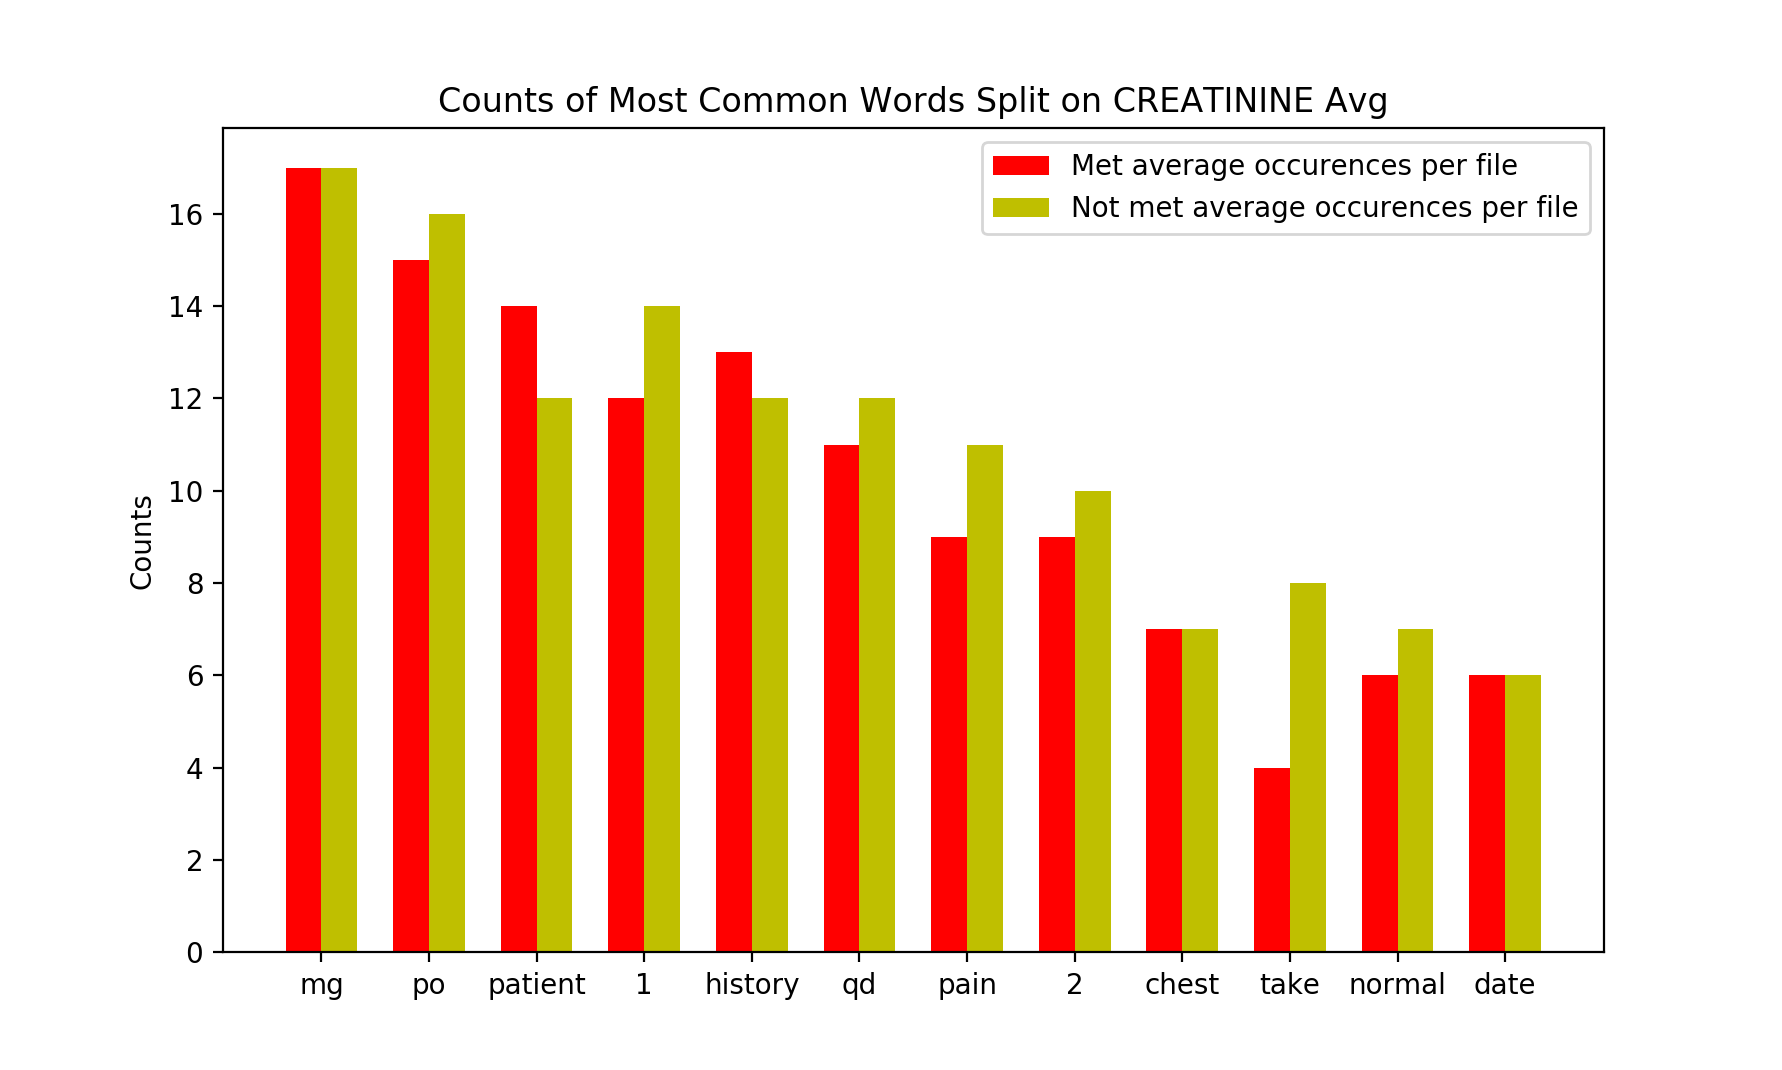 Counts of Most Common Words Split on CREATININE Avg
Met average occurences per file
Not met average occurences per file
Counts
16
14
12
10
8
6
4
2
0
mg po patient 1 history qd pain 2 chest take normal date